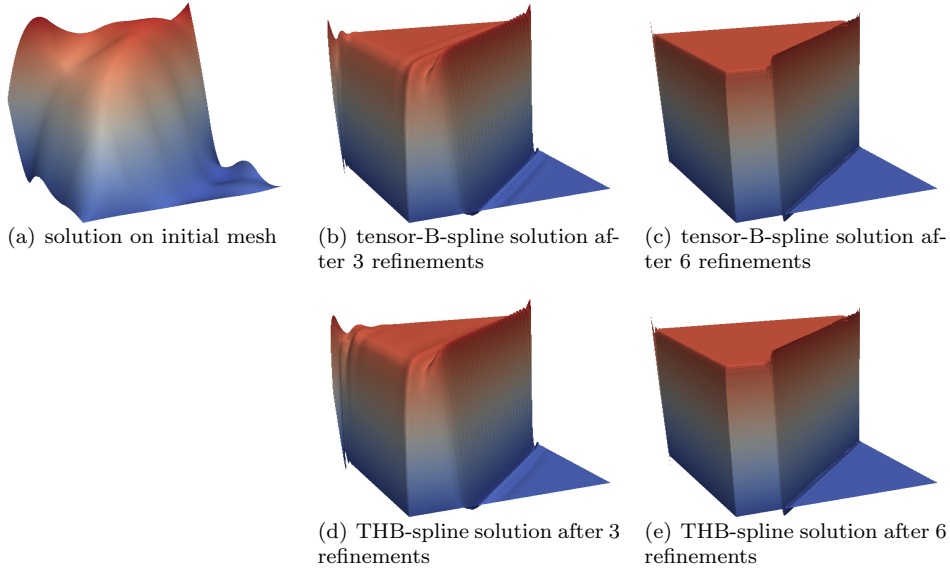 (a) solution on initial mesh
(b) tensor-B-spline solution af-
ter 3 refinements
(c) tensor-B-spline solution af-
ter 6 refinements
(d) THB-spline solution after 3
refinements
(e) THB-spline solution after 6
refinements